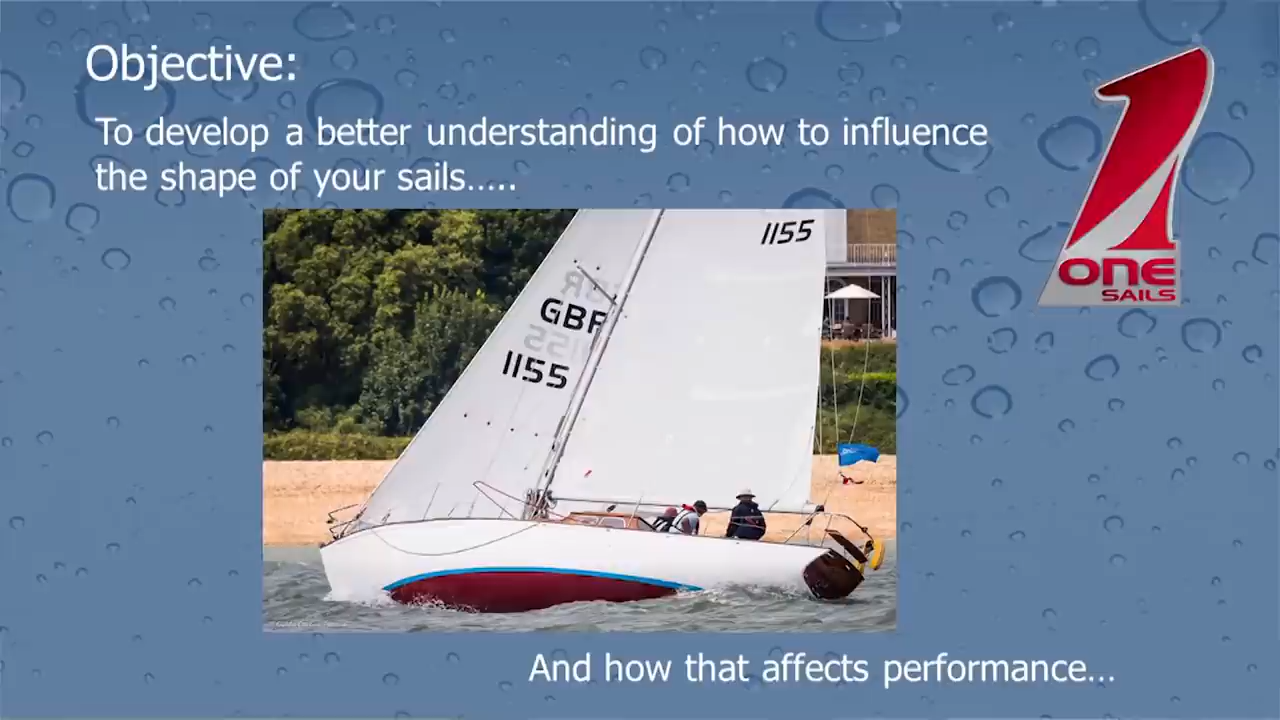 Objective:
To develop a better understanding of how to influence
the shape of your sails.....
1155
GBR
1155
ONE
SAILS
And how that affects performance...